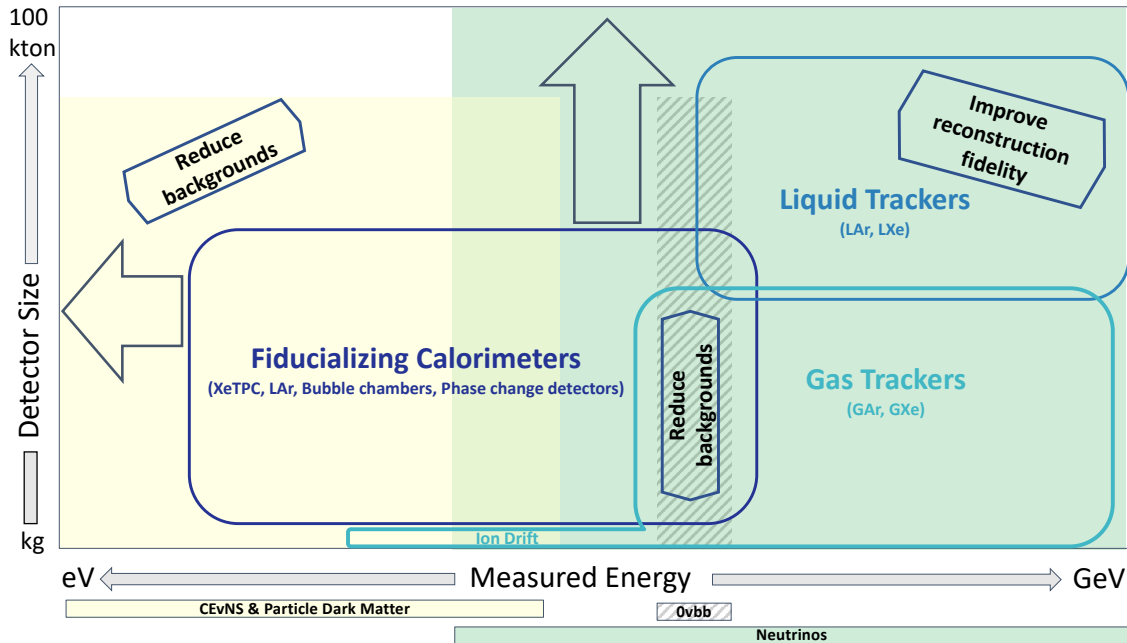 100
kton
Detector Size
kg
Reduce
backgrounds
Improve
reconstruction
fidelity
Liquid Trackers
(LAr, LXe)
Fiducializing Calorimeters
(XeTPC, LAr, Bubble chambers, Phase change detectors)
Reduce
backgrounds
Gas Trackers
(GAr, GXe)
Ion Drift
eV
Measured Energy
GeV
CEvNS & Particle Dark Matter
0vbb
Neutrinos